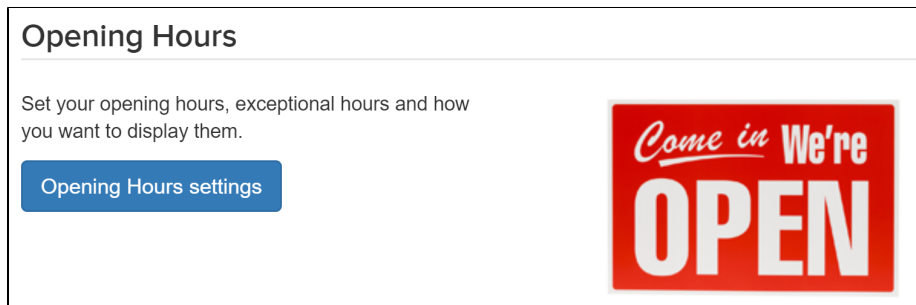 Opening Hours
Set your opening hours, exceptional hours and how
you want to display them.
Opening Hours settings
Come in We're
OPEN